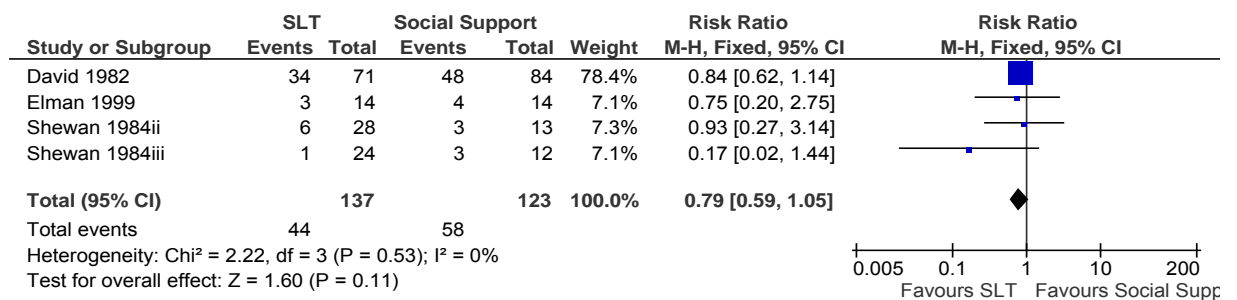 SLT Social Support Risk Ratio Risk Ratio
Study or Subgroup Events Total Events Total Weight M-H, Fixed, 95% CI M-H, Fixed, 95% CI
David 1982 34 71 48 84 78.4% 0.84 [0.62, 1.14]
Elman 1999 3 14 4 14 7.1% 0.75 [0.20, 2.75]
Shewan 1984ii 6 28 3 13 7.3% 0.93 [0.27, 3.14]
Shewan 1984iii 1 24 3 12 7.1% 0.17 [0.02, 1.44]
Total (95% CI) 137 123 100.0% 0.79 [0.59, 1.05]
Total events 44 58
Heterogeneity: Chi² = 2.22, df = 3 (P = 0.53); I² = 0%
Test for overall effect: Z = 1.60 (P = 0.11)
0.005 0.1 1 10 200
Favours SLT Favours Social Supp